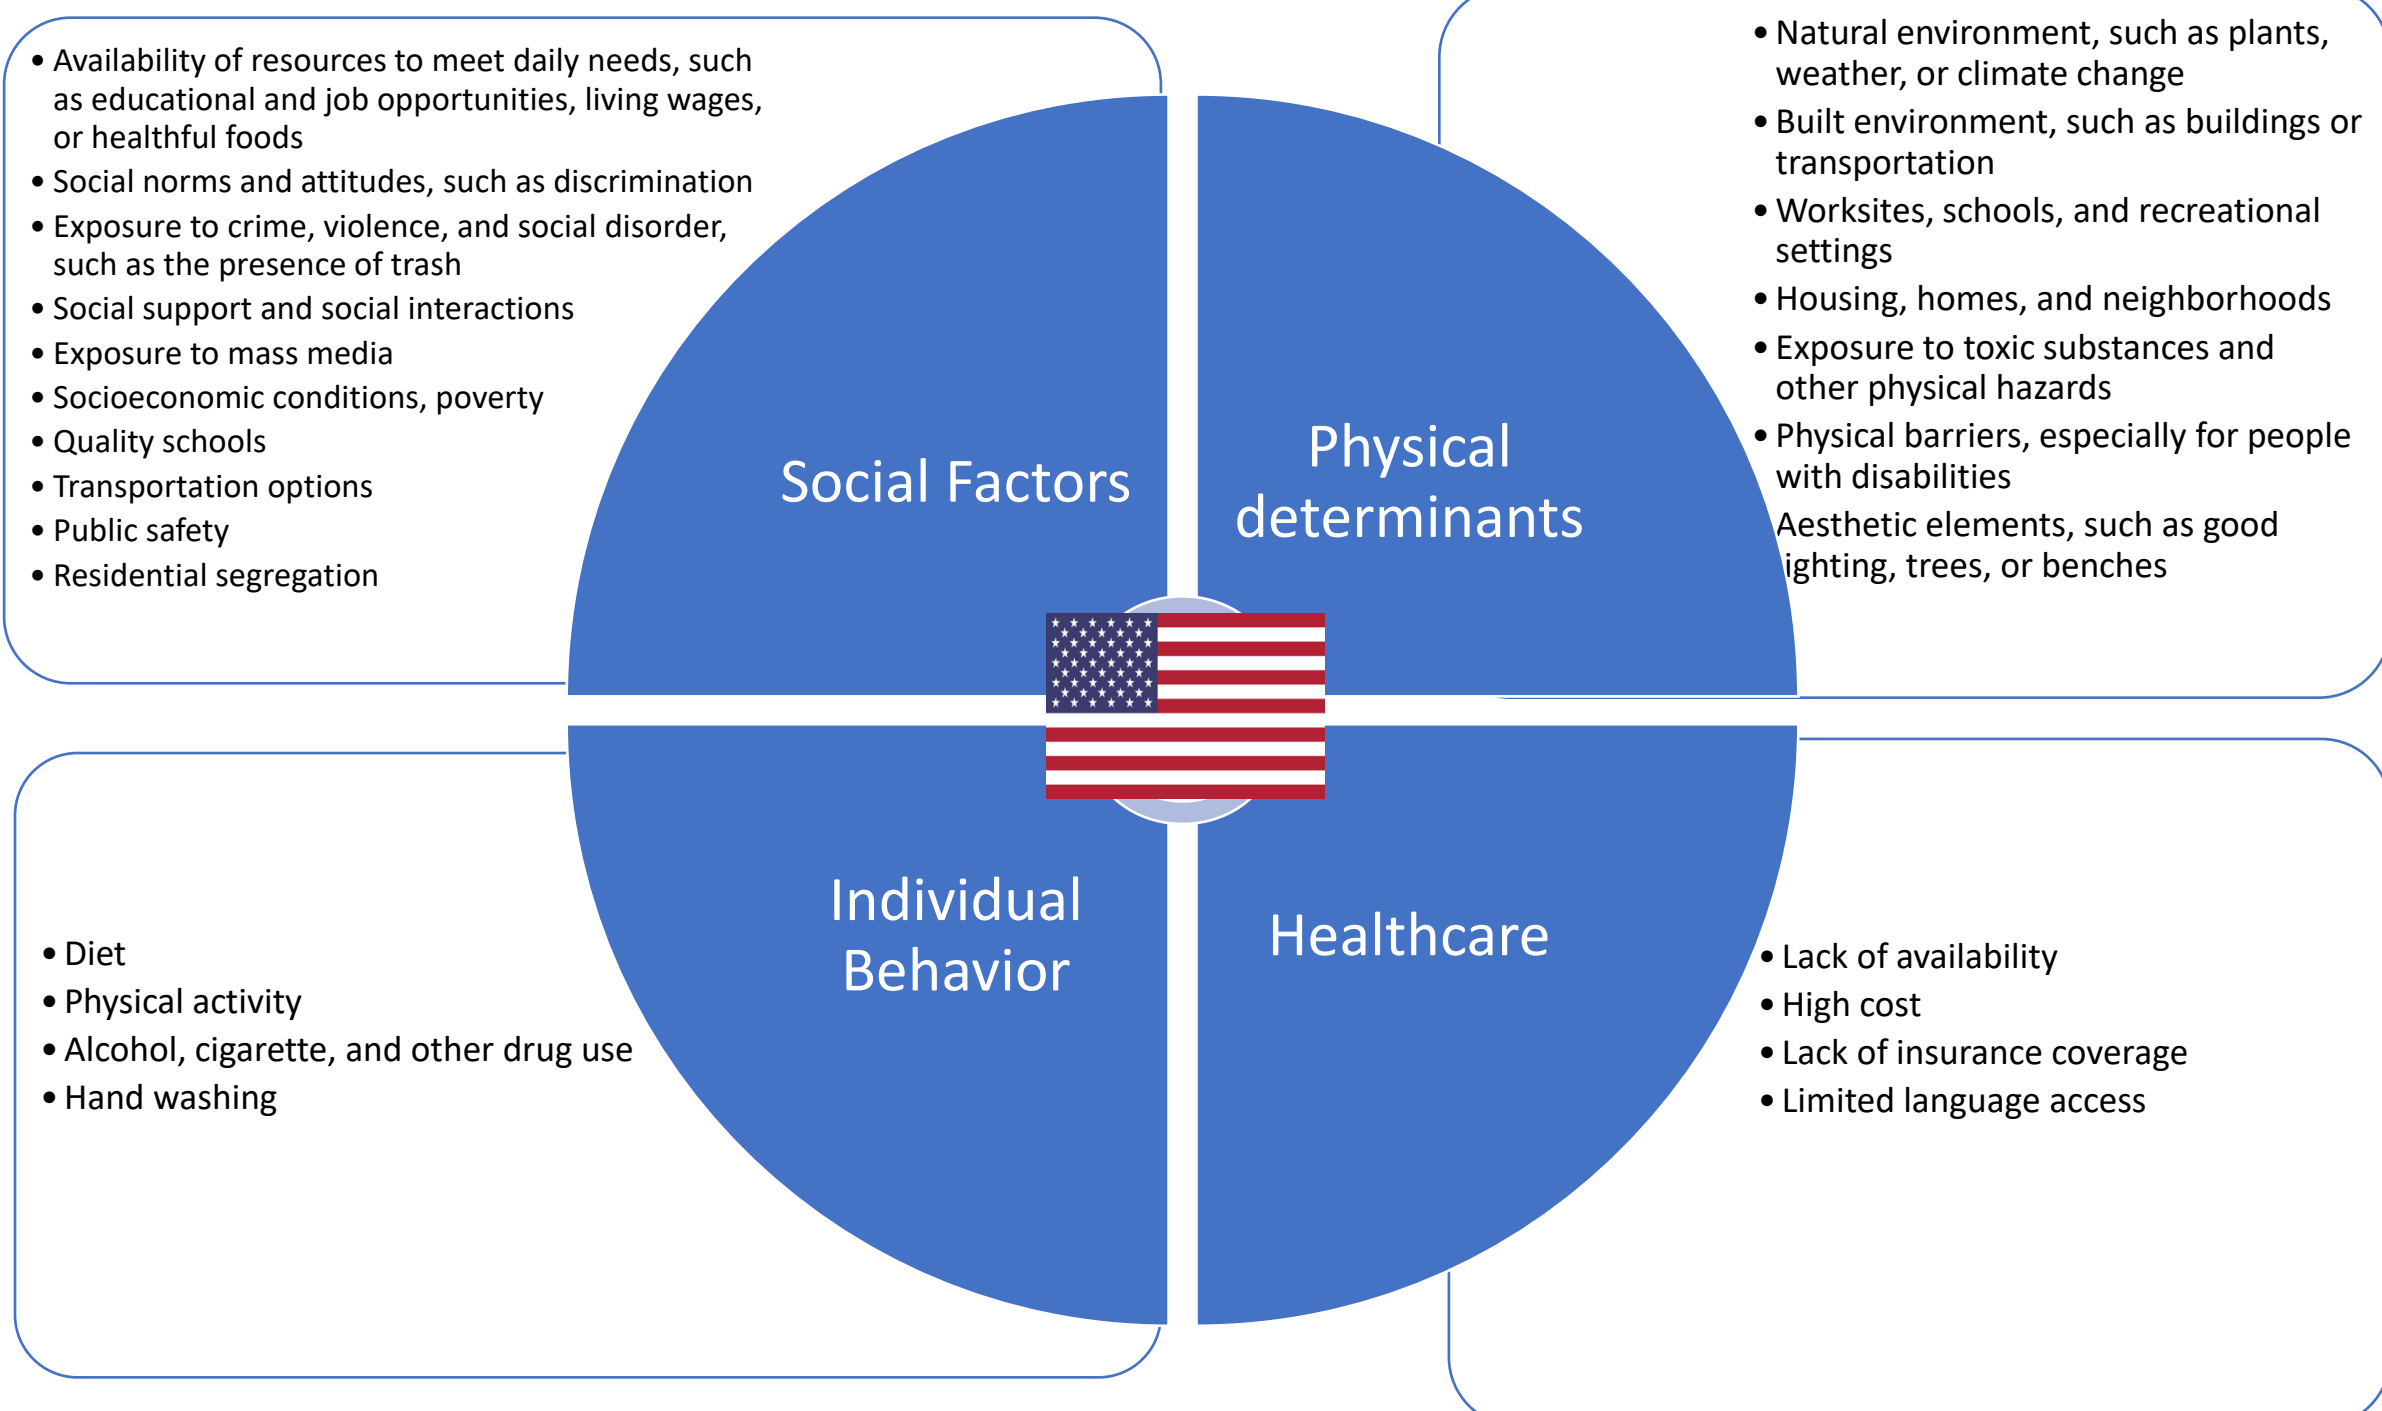 • Availability of resources to meet daily needs, such
as educational and job opportunities, living wages,
or healthful foods
• Social norms and attitudes, such as discrimination
• Exposure to crime, violence, and social disorder,
such as the presence of trash
• Social support and social interactions
• Exposure to mass media
• Socioeconomic conditions, poverty
• Quality schools
• Transportation options
• Public safety
• Residential segregation
Social Factors
• Natural environment, such as plants,
weather, or climate change
• Built environment, such as buildings or
transportation
• Worksites, schools, and recreational
settings
• Housing, homes, and neighborhoods
• Exposure to toxic substances and
other physical hazards
• Physical barriers, especially for people
with disabilities
Aesthetic elements, such as good
ighting, trees, or benches
Physical
determinants
• Diet
• Physical activity
• Alcohol, cigarette, and other drug use
• Hand washing
Individual
Behavior
Healthcare
• Lack of availability
• High cost
• Lack of insurance coverage
• Limited language access